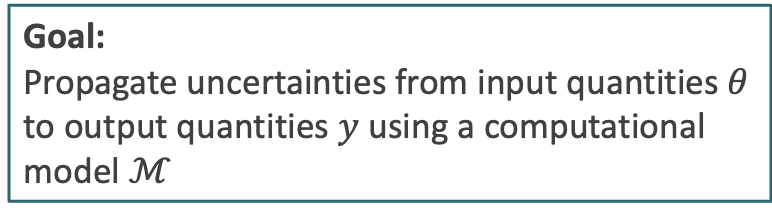 Goal:
Propagate uncertainties from input quantities θ
to output quantities y using a computational
model ℳ